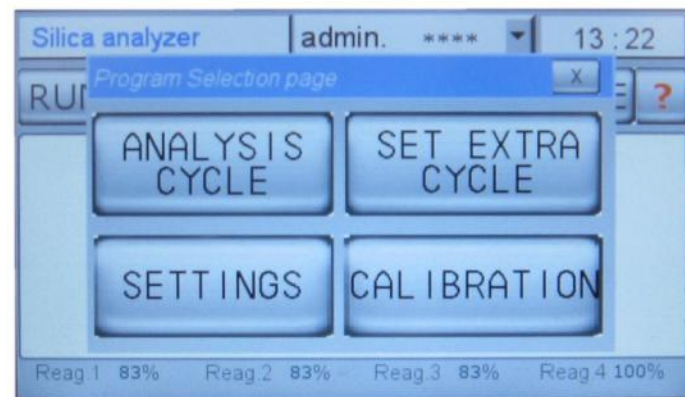 Silica analyzer admin. **** 13 : 22
Program Selection page X
RU E ?
ANALYSIS CYCLE
SET EXTRA CYCLE
SETTINGS CALIBRATION
Reag.1 83% Reag.2 83% Reag.3 83% Reag.4 100%